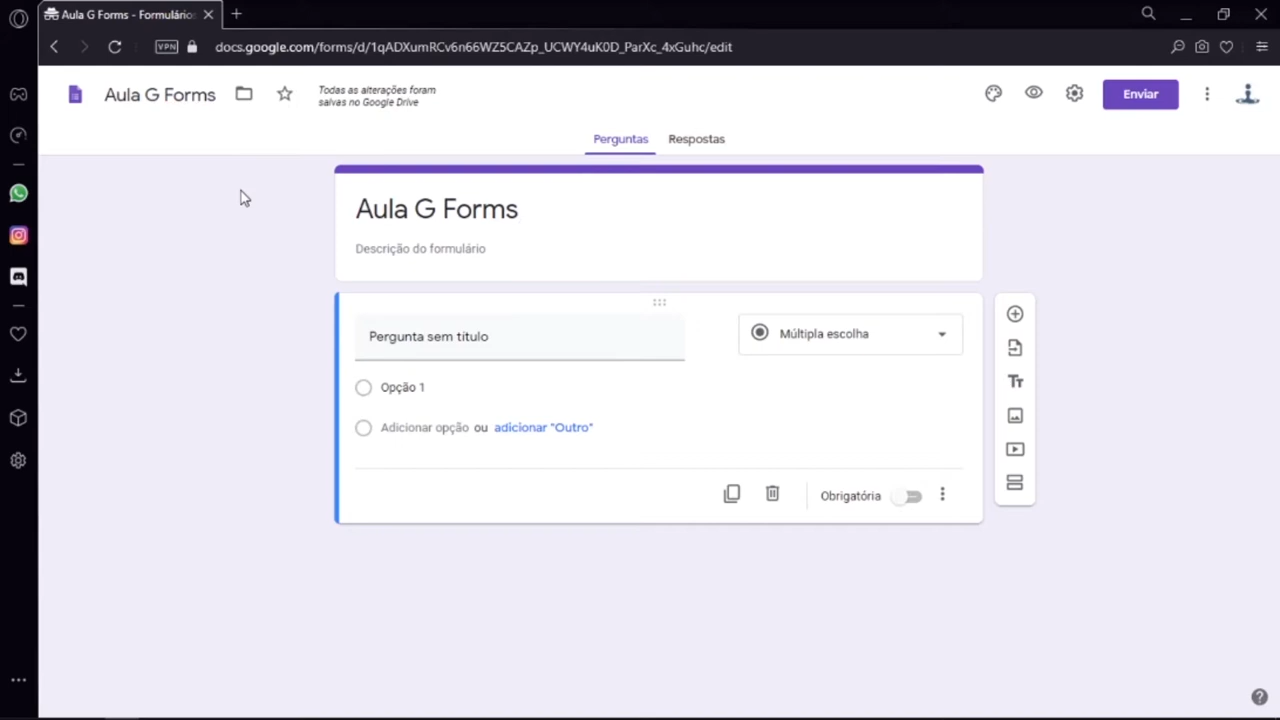 Aula G Forms - Formulários
VPN
docs.google.com/forms/d/1qADXumRCv6n66WZ5CAZp_UCWY4uK0D_ParXc_4xGuhc/edit
Aula G Forms
Todas as alterações foram
salvas no Google Drive
Enviar
Perguntas
Respostas
Aula G Forms
Descrição do formulário
Pergunta sem título
Múltipla escolha
Opção 1
Adicionar opção ou adicionar "Outro"
Obrigatória